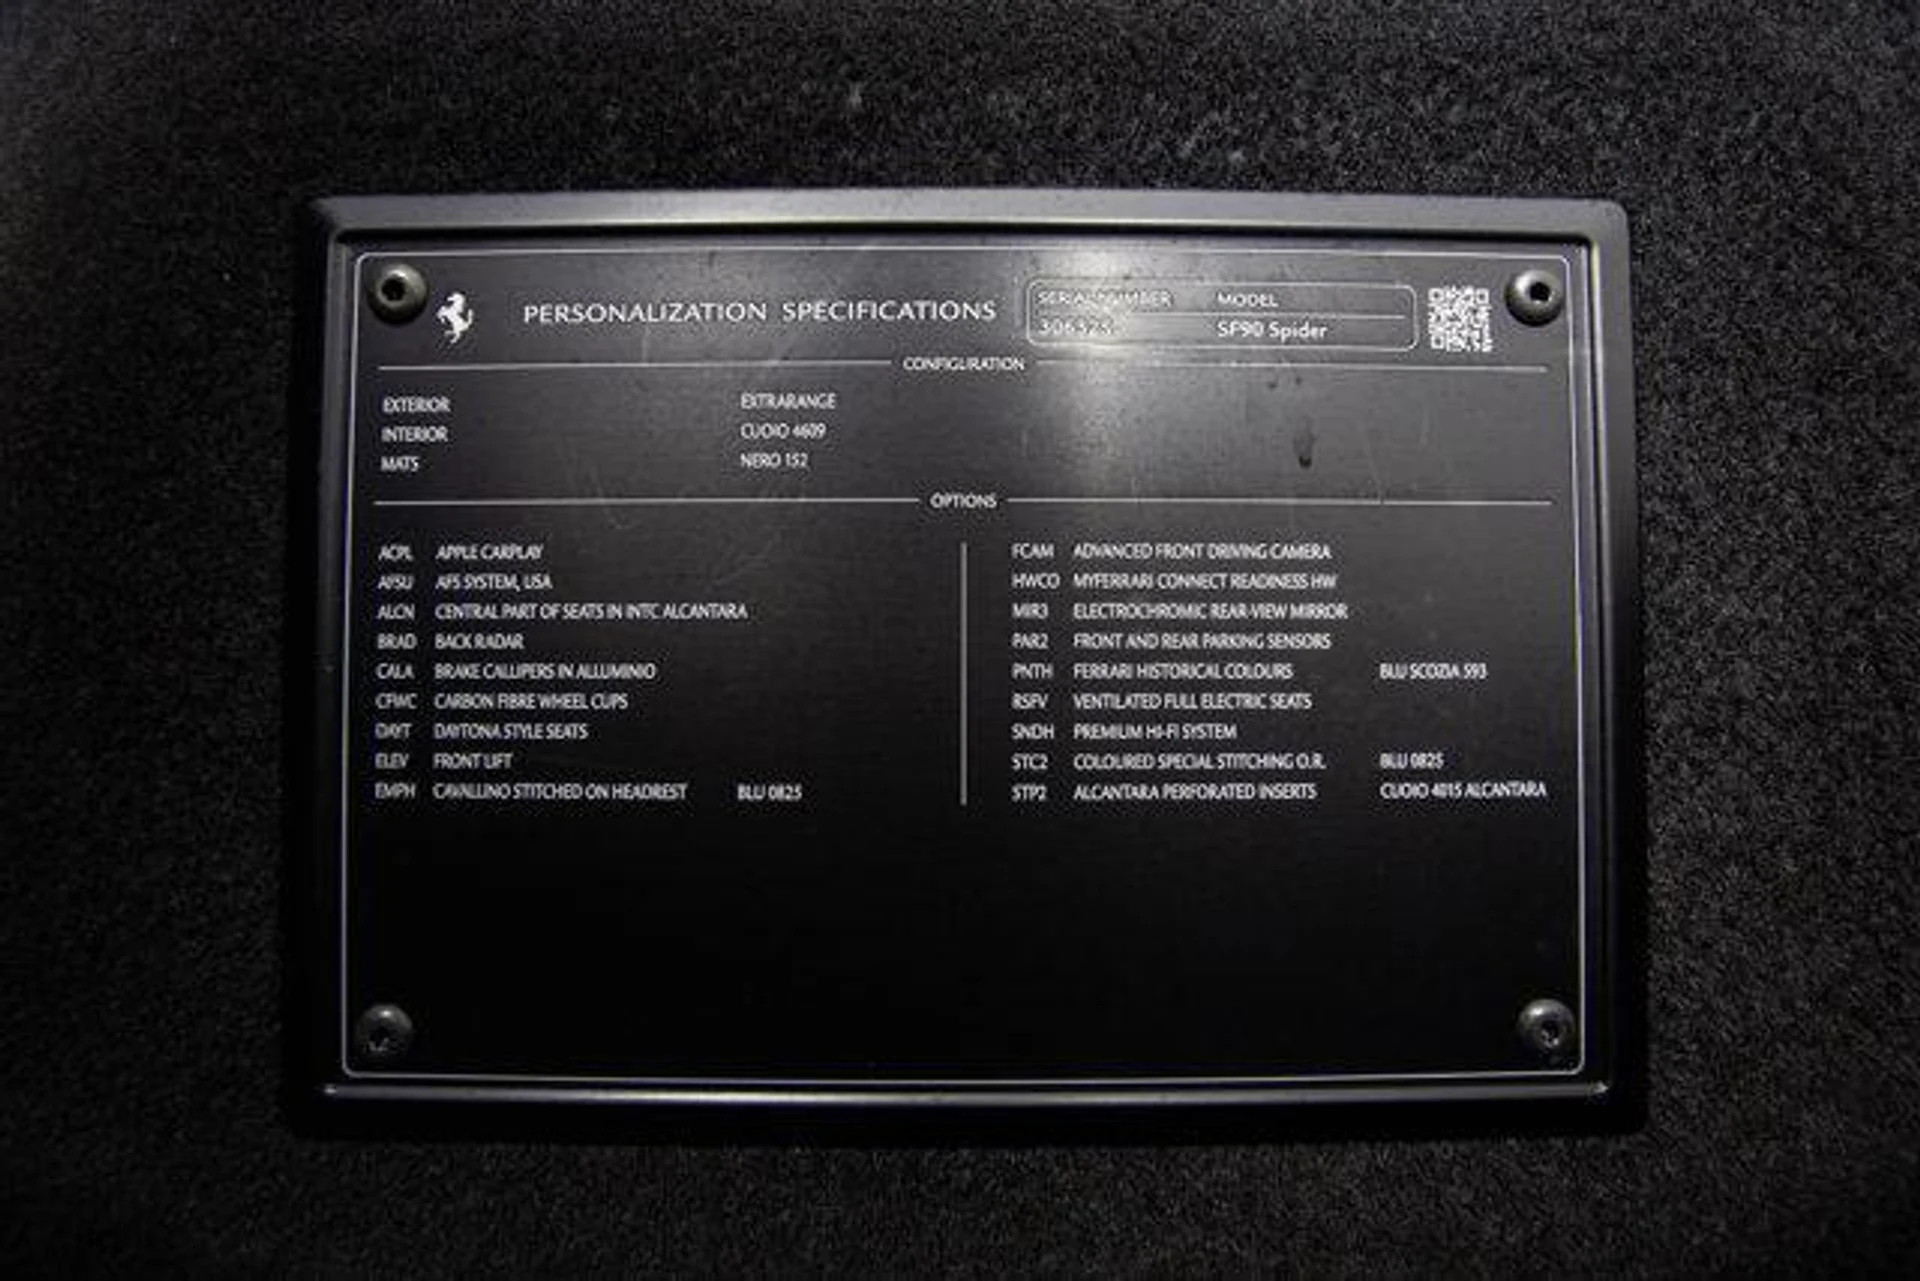 PERSONALIZATION SPECIFICATIONS
SERIAL NUMBER MODEL
SF90 Spider
CONFIGURATION
EXTERIOR EXTRARANGE
INTERIOR CUOIO 4609
MATS NERO 152
OPTIONS
ACPL APPLE CARPLAY
AFSU AFS SYSTEM, USA
ALCN CENTRAL PART OF SEATS IN INTC ALCANTARA
BRAD BACK RADAR
CALA BRAKE CALLIPERS IN ALLUMINIO
CFWC CARBON FIBRE WHEEL CUPS
DAYT DAYTONA STYLE SEATS
ELEV FRONT LIFT
EMPH CAVALLINO STITCHED ON HEADREST BLU 0825
FCAM ADVANCED FRONT DRIVING CAMERA
HWCO MYFERRARI CONNECT READINESS HW
MIR3 ELECTROCHROMIC REAR-VIEW MIRROR
PAR2 FRONT AND REAR PARKING SENSORS
PNTH FERRARI HISTORICAL COLOURS BLU SCOZIA 593
RSFV VENTILATED FULL ELECTRIC SEATS
SNDH PREMIUM HI-FI SYSTEM
STC2 COLOURED SPECIAL STITCHING O.R. BLU 0825
STP2 ALCANTARA PERFORATED INSERTS CUOIO 4015 ALCANTARA